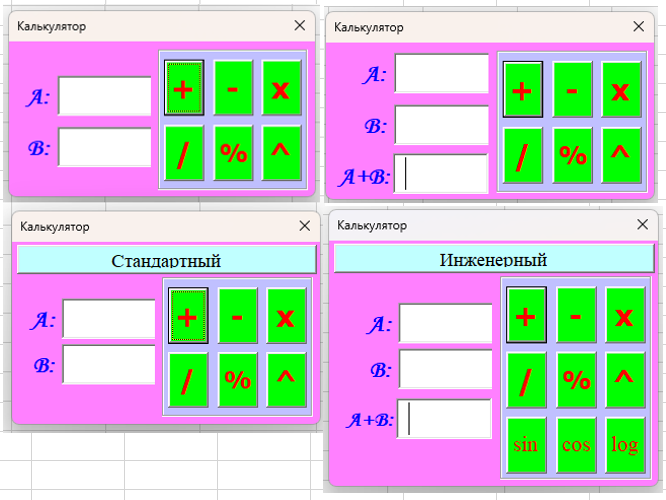 Калькулятор
A:
B:
+ - x
/ % ^
Калькулятор
A:
B:
A+B:
+ - x
/ % ^
Калькулятор
Стандартный
A:
B:
+ - x
/ % ^
Калькулятор
Инженерный
A:
B:
A+B:
+ - x
/ % ^
sin cos log